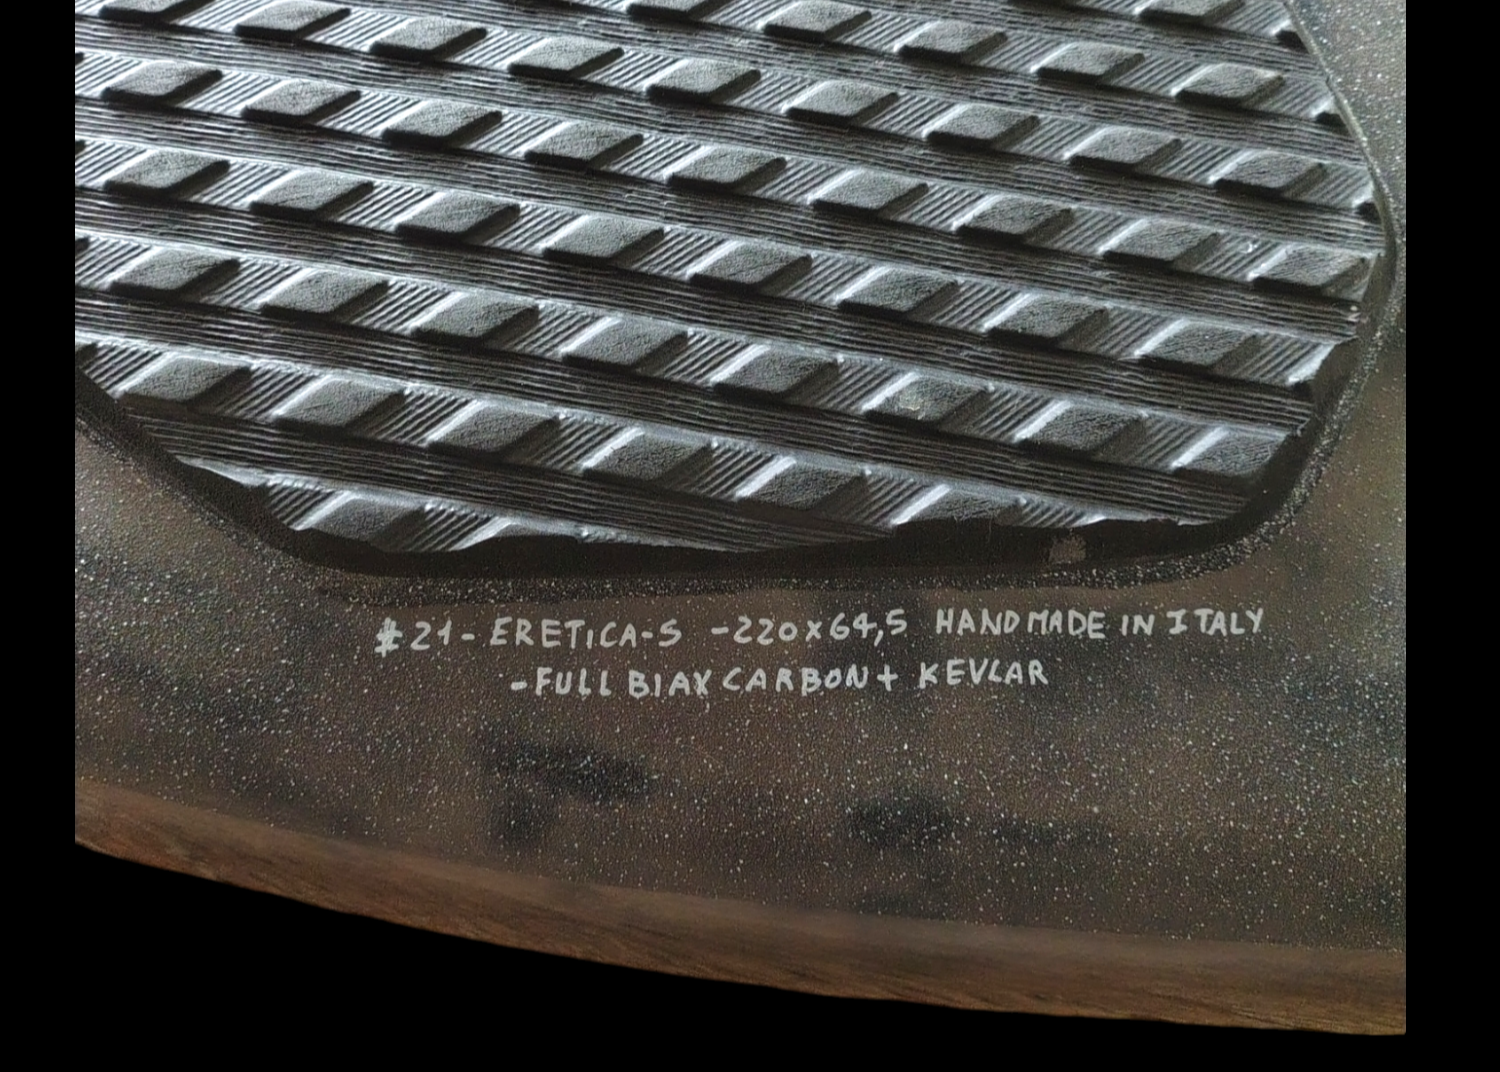 #21- ERETICA-S -220x64,5 HANDMADE IN ITALY
-FULL BIAX CARBON+ KEVLAR